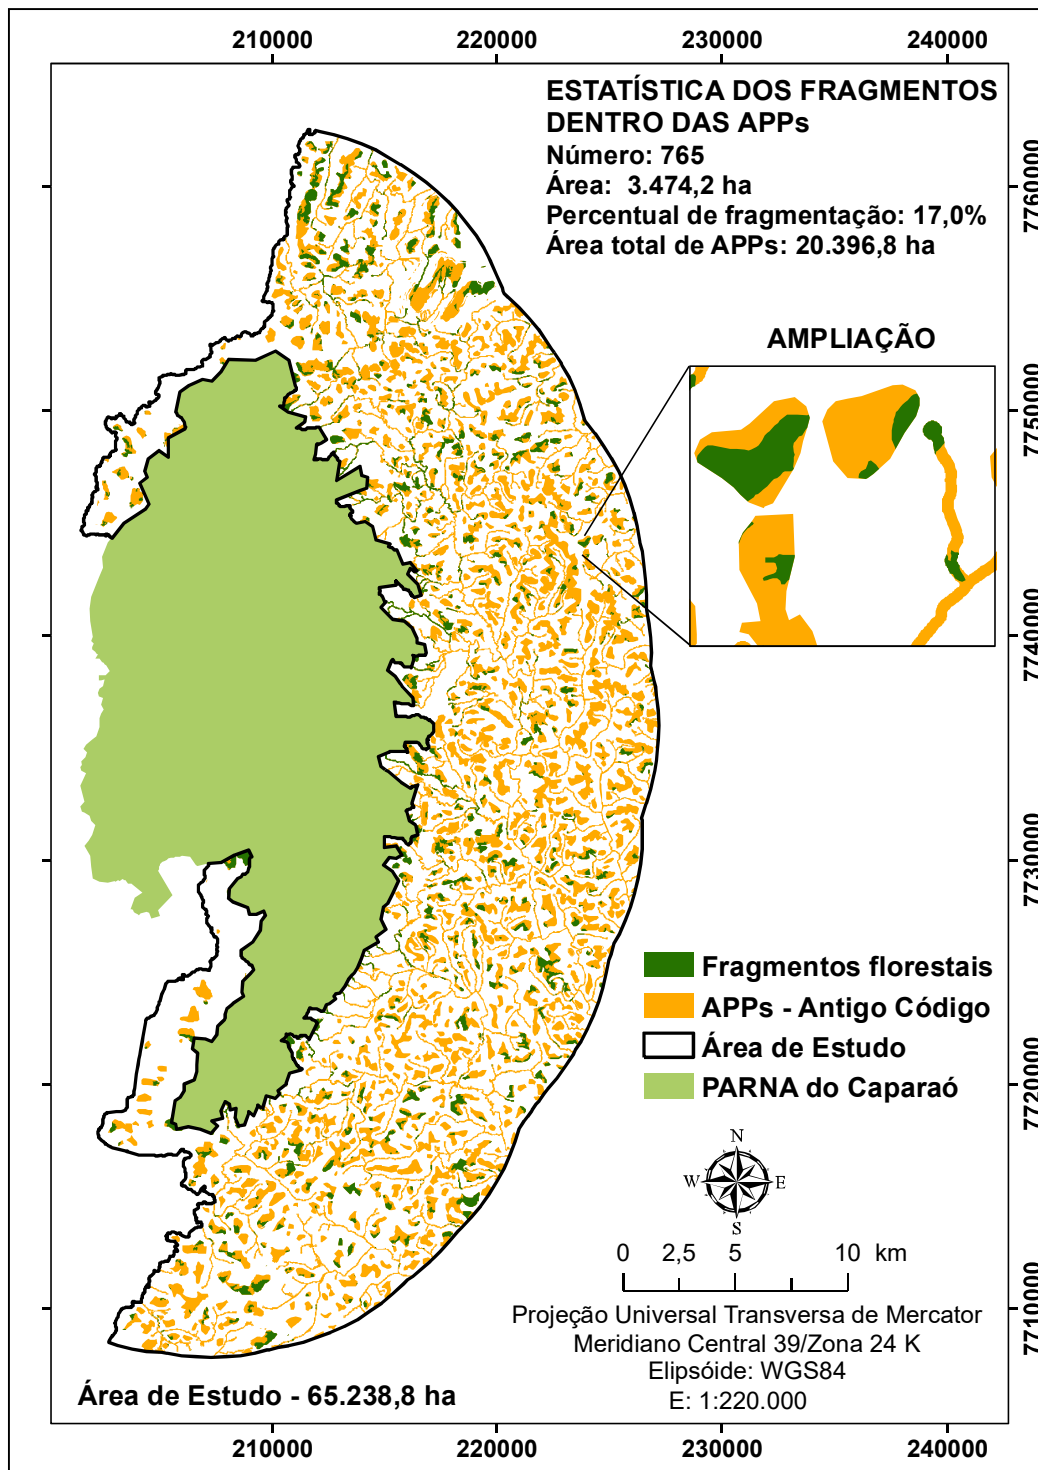 210000 220000 230000 240000
ESTATÍSTICA DOS FRAGMENTOS
DENTRO DAS APPs
Número: 765
Área: 3.474,2 ha
Percentual de fragmentação: 17,0%
Área total de APPs: 20.396,8 ha
AMPLIAÇÃO
7760000
7750000
7740000
7730000
7720000
7710000
Fragmentos florestais
APPs - Antigo Código
Área de Estudo
PARNA do Caparaó
N
W E
S
0 2,5 5 10 km
Projeção Universal Transversa de Mercator
Meridiano Central 39/Zona 24 K
Elipsóide: WGS84
E: 1:220.000
Área de Estudo - 65.238,8 ha
210000 220000 230000 240000